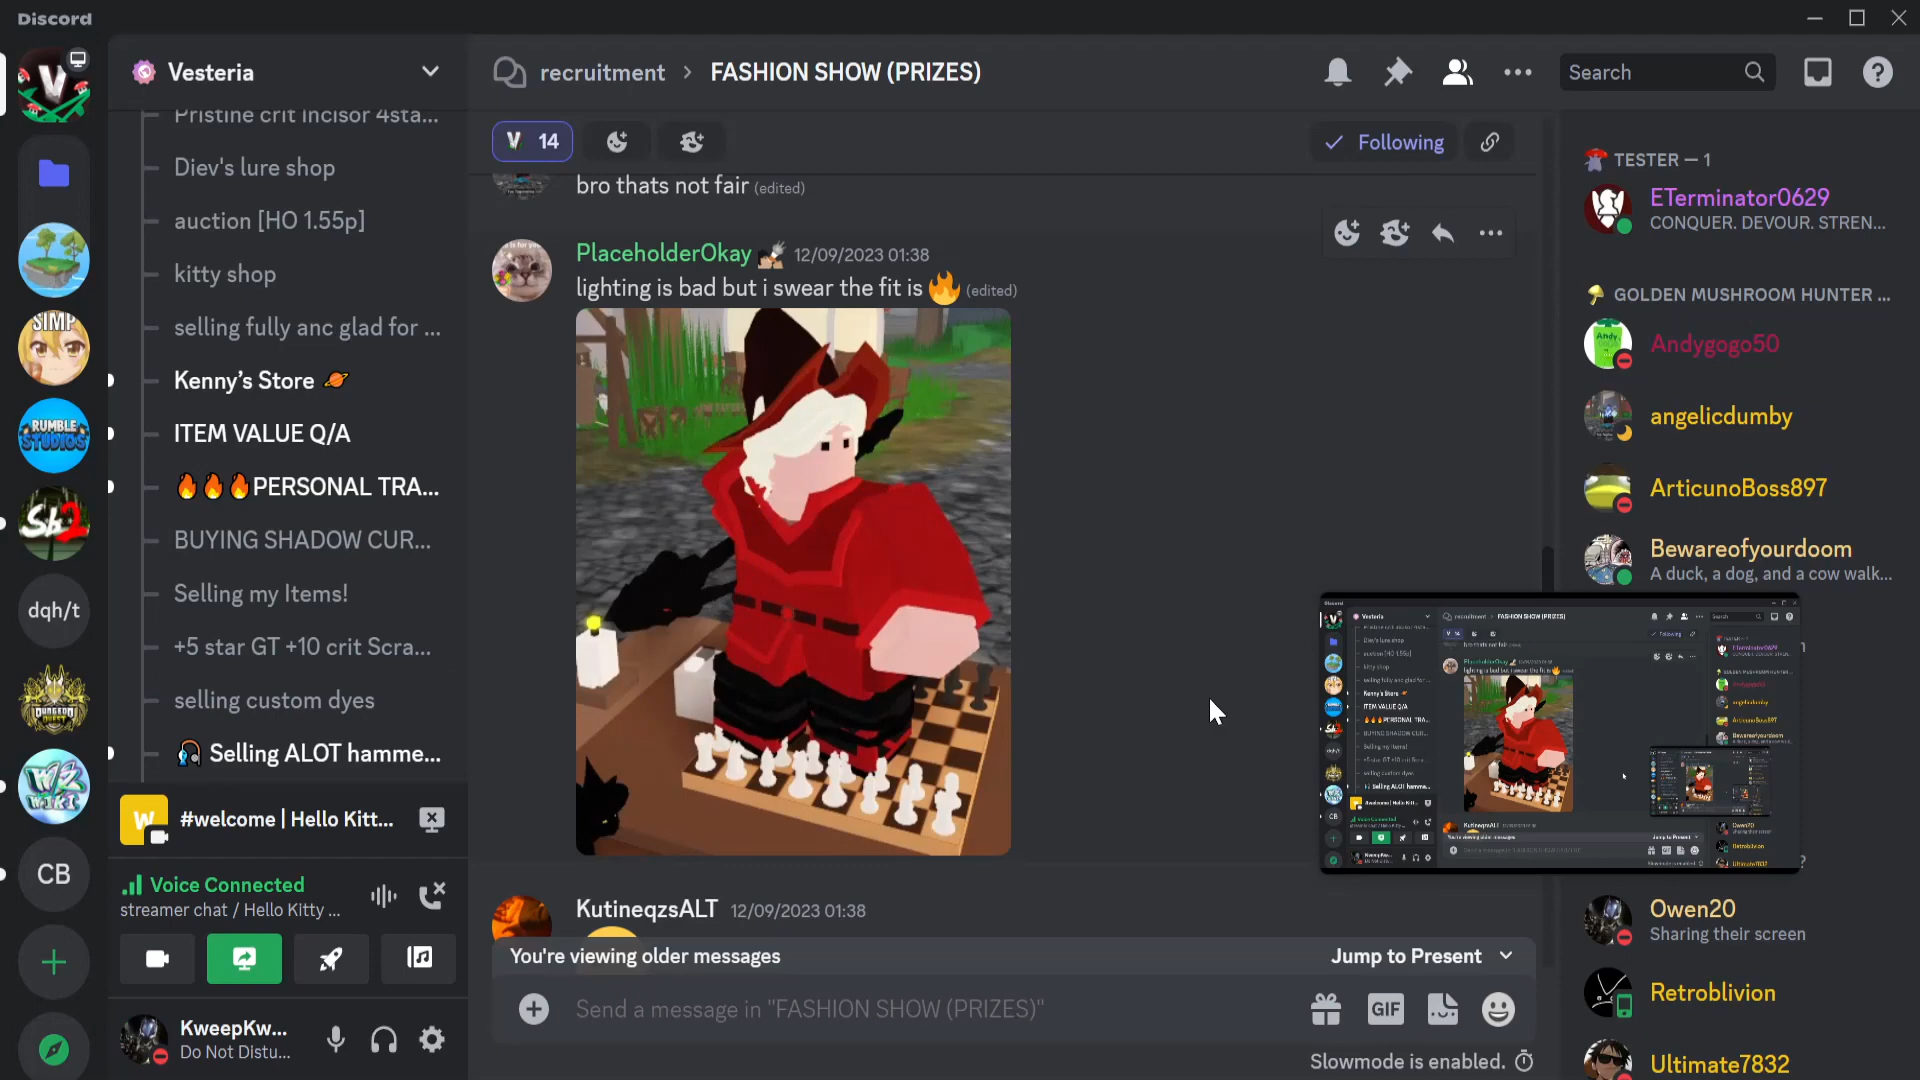 Discord
Vesteria
recruitment › FASHION SHOW (PRIZES)
Search
Pristine crit incisor 4sta...
Diev's lure shop
auction [HO 1.55p]
kitty shop
selling fully anc glad for ...
Kenny's Store 🪐
ITEM VALUE Q/A
🔥🔥🔥PERSONAL TRA...
BUYING SHADOW CUR...
Selling my Items!
+5 star GT +10 crit Scra...
selling custom dyes
Selling ALOT hamme...
SIMP
RUMBLE STUDIOS
Sb2
dqh/t
DUNGEON QUEST
WIKI
CB
W
#welcome | Hello Kitt...
Voice Connected
streamer chat / Hello Kitty ...
KweepKw...
Do Not Distu...
14
Following
bro thats not fair (edited)
PlaceholderOkay 12/09/2023 01:38
lighting is bad but i swear the fit is 🔥 (edited)
KutineqzsALT 12/09/2023 01:38
You're viewing older messages
Jump to Present
Send a message in "FASHION SHOW (PRIZES)"
GIF
Slowmode is enabled.
TESTER — 1
ETerminator0629
CONQUER. DEVOUR. STREN...
GOLDEN MUSHROOM HUNTER ...
Andygogo50
angelicdumby
ArticunoBoss897
Bewareofyourdoom
A duck, a dog, and a cow walk...
Owen20
Sharing their screen
Retroblivion
Ultimate7832